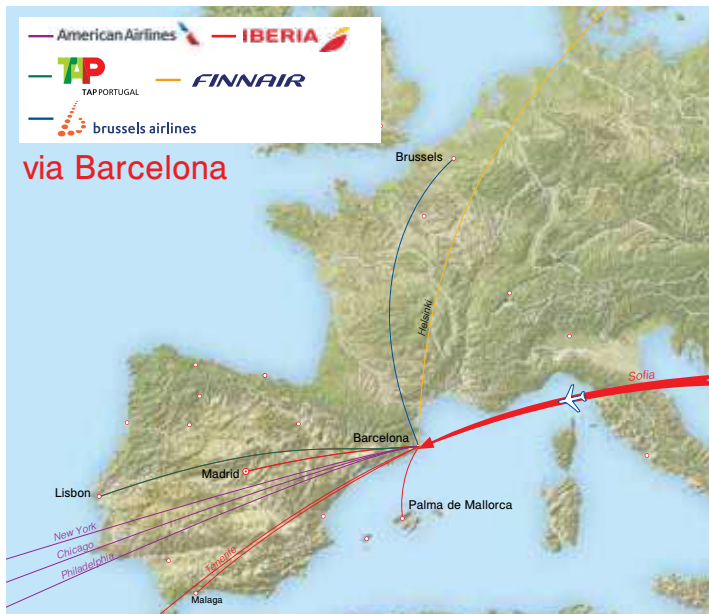 American Airlines
IBERIA
TAP
TAP PORTUGAL
FINNAIR
brussels airlines
via Barcelona
Brussels
Helsinki
Sofia
Barcelona
Madrid
Lisbon
Palma de Mallorca
New York
Chicago
Philadelphia
Tenerife
Malaga